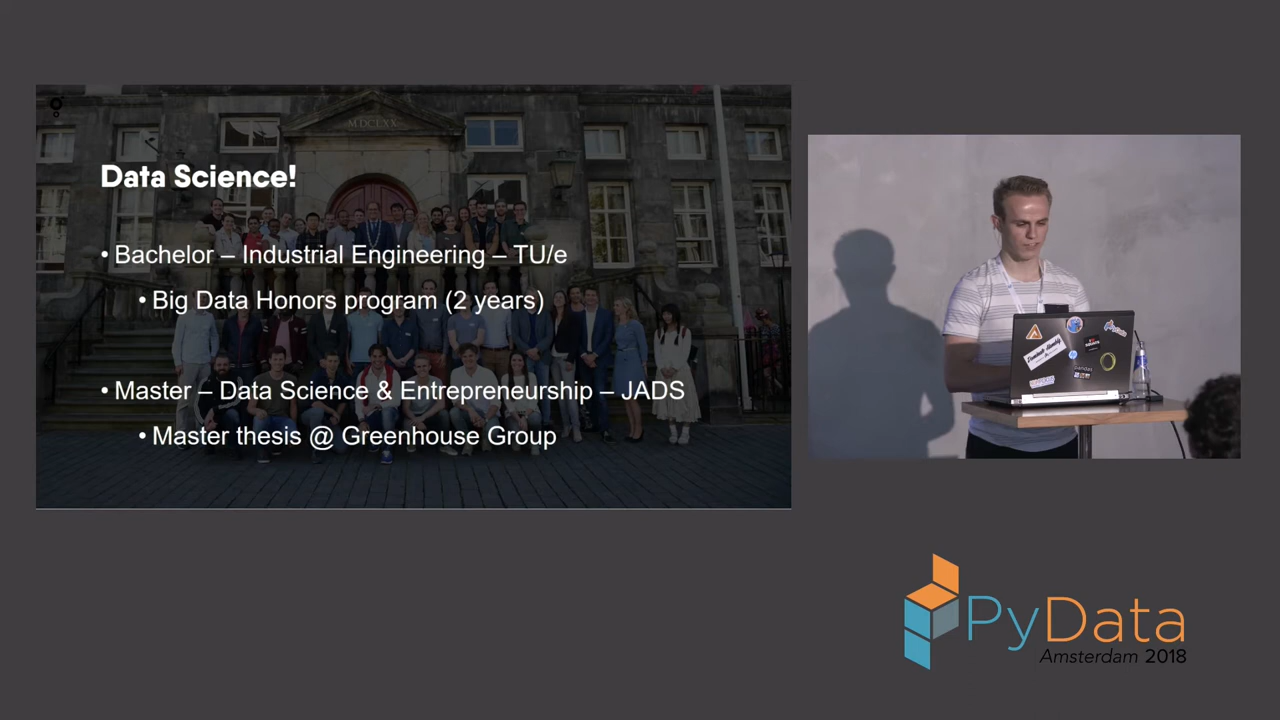 MDCLXX
Data Science!
• Bachelor – Industrial Engineering – TU/e
• Big Data Honors program (2 years)
• Master – Data Science & Entrepreneurship – JADS
• Master thesis @ Greenhouse Group
PyData
PyData
Amsterdam 2018